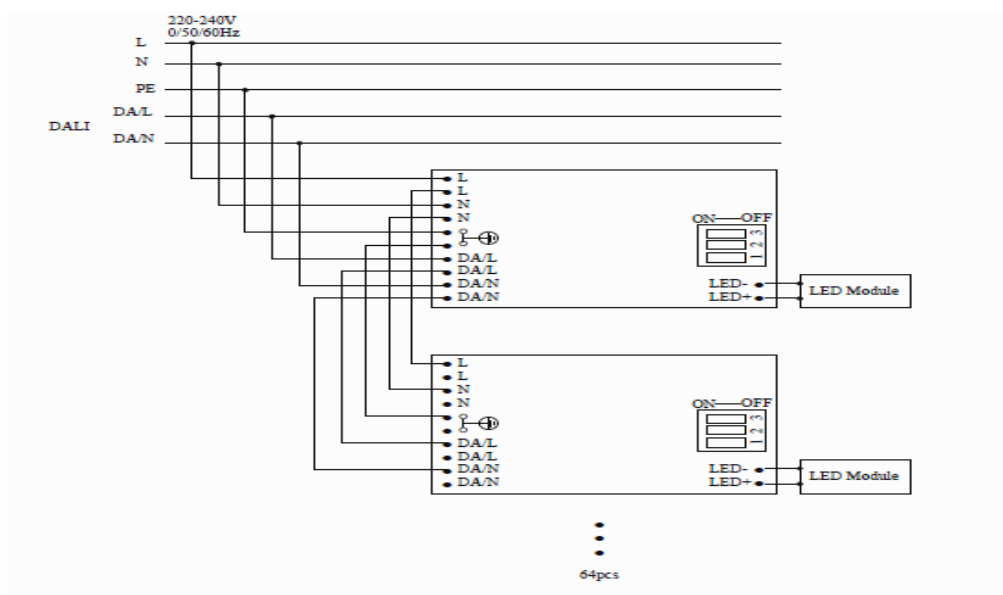 220-240V
0/50/60Hz
L
N
PE
DALI
DA/L
DA/N
L
L
N
N
DA/L
DA/L
DA/N
DA/N
ON OFF
1 2 3
LED-
LED+
LED Module
L
L
N
N
DA/L
DA/L
DA/N
DA/N
ON OFF
1 2 3
LED-
LED+
LED Module
64pcs